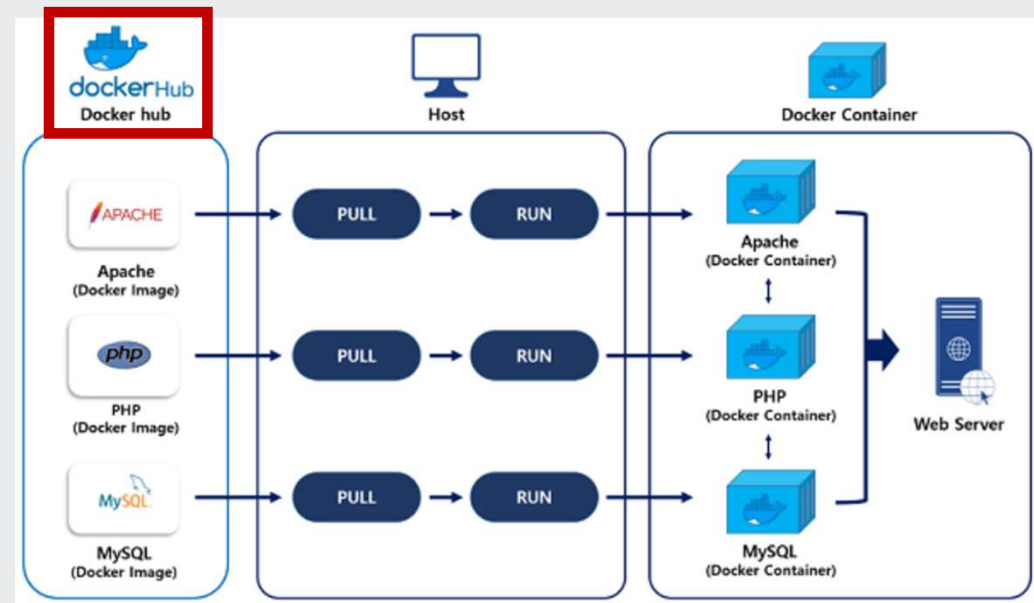 dockerHub
Docker hub
Host
Docker Container
APACHE
PULL
RUN
Apache
(Docker Image)
Apache
(Docker Container)
php
PULL
RUN
PHP
(Docker Image)
PHP
(Docker Container)
Web Server
MySQL
PULL
RUN
MySQL
(Docker Image)
MySQL
(Docker Container)